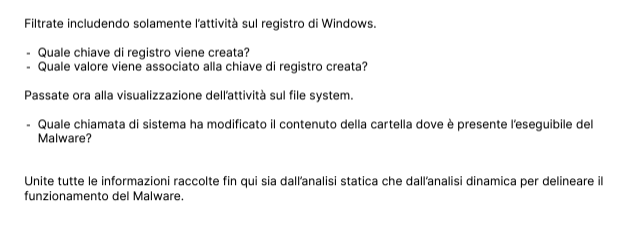 Filtrate includendo solamente l'attività sul registro di Windows.
- Quale chiave di registro viene creata?
- Quale valore viene associato alla chiave di registro creata?
Passate ora alla visualizzazione dell'attività sul file system.
- Quale chiamata di sistema ha modificato il contenuto della cartella dove è presente l'eseguibile del
Malware?
Unite tutte le informazioni raccolte fin qui sia dall'analisi statica che dall'analisi dinamica per delineare il
funzionamento del Malware.